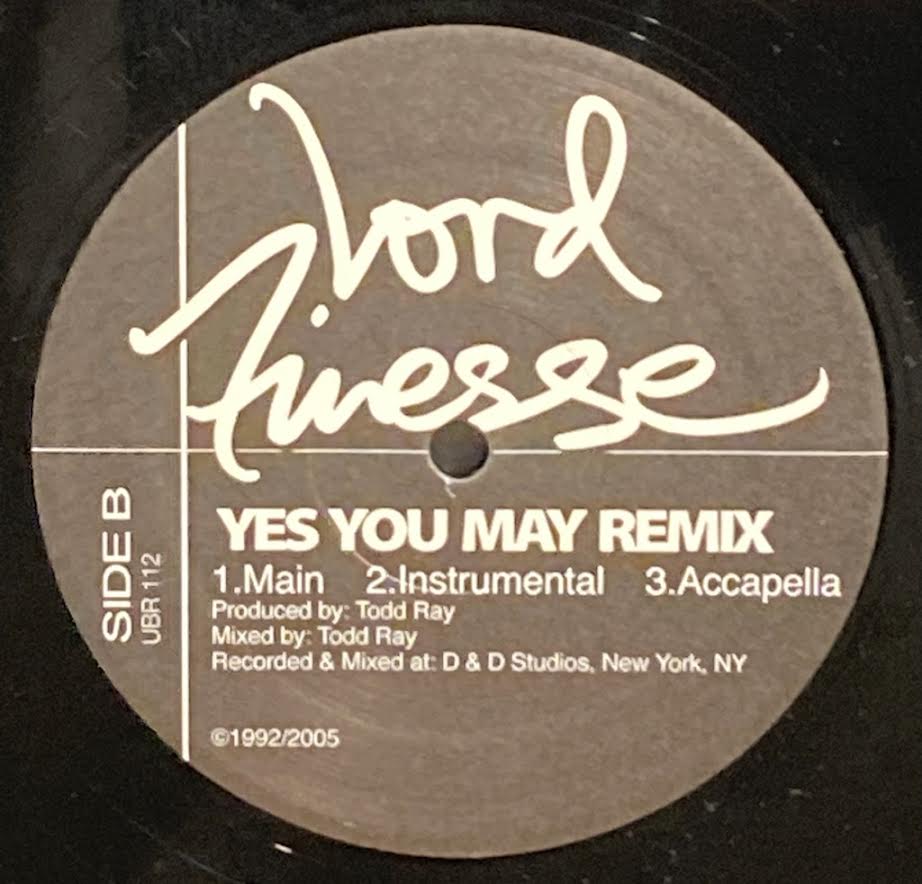 Lord
Finesse
YES YOU MAY REMIX
1.Main 2.Instrumental 3.Accapella
Produced by: Todd Ray
Mixed by: Todd Ray
Recorded & Mixed at: D & D Studios, New York, NY
©1992/2005
SIDE B
UBR 112